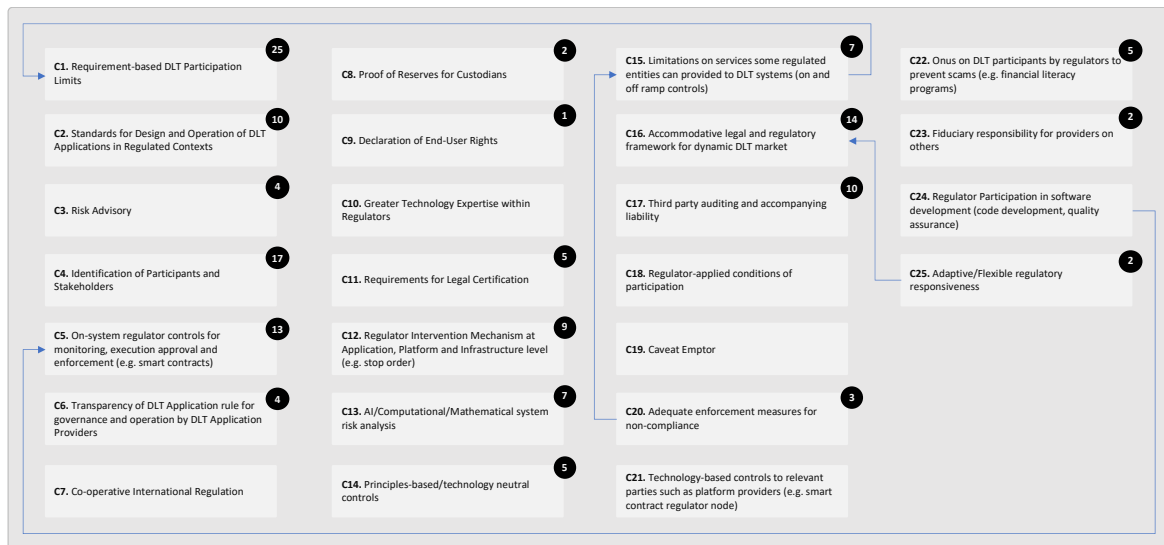 25
C1. Requirement-based DLT Participation
Limits
10
C2. Standards for Design and Operation of DLT
Applications in Regulated Contexts
4
C3. Risk Advisory
17
C4. Identification of Participants and
Stakeholders
13
C5. On-system regulator controls for
monitoring, execution approval and
enforcement (e.g. smart contracts)
4
C6. Transparency of DLT Application rule for
governance and operation by DLT Application
Providers
C7. Co-operative International Regulation
2
C8. Proof of Reserves for Custodians
1
C9. Declaration of End-User Rights
C10. Greater Technology Expertise within
Regulators
5
C11. Requirements for Legal Certification
9
C12. Regulator Intervention Mechanism at
Application, Platform and Infrastructure level
(e.g. stop order)
7
C13. AI/Computational/Mathematical system
risk analysis
5
C14. Principles-based/technology neutral
controls
7
C15. Limitations on services some regulated
entities can provided to DLT systems (on and
off ramp controls)
14
C16. Accommodative legal and regulatory
framework for dynamic DLT market
10
C17. Third party auditing and accompanying
liability
C18. Regulator-applied conditions of
participation
C19. Caveat Emptor
3
C20. Adequate enforcement measures for
non-compliance
C21. Technology-based controls to relevant
parties such as platform providers (e.g. smart
contract regulator node)
5
C22. Onus on DLT participants by regulators to
prevent scams (e.g. financial literacy
programs)
2
C23. Fiduciary responsibility for providers on
others
C24. Regulator Participation in software
development (code development, quality
assurance)
2
C25. Adaptive/Flexible regulatory
responsiveness